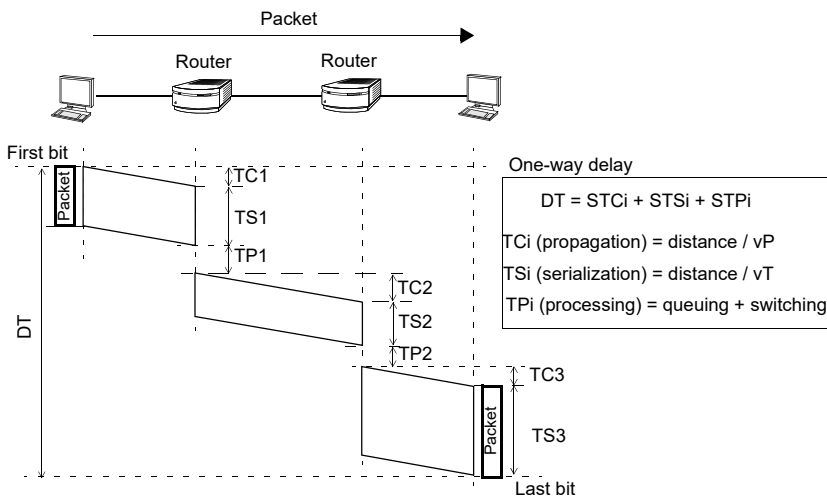 Packet
Router
Router
First bit
Packet
TC1
TS1
TP1
TC2
TS2
TP2
TC3
TS3
DT
Packet
Last bit
One-way delay
DT = STCi + STSi + STPi
TCi (propagation) = distance / vP
TSi (serialization) = distance / vT
TPi (processing) = queuing + switching